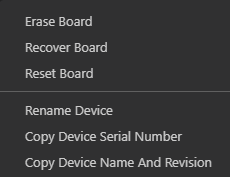 Erase Board
Recover Board
Reset Board
Rename Device
Copy Device Serial Number
Copy Device Name And Revision